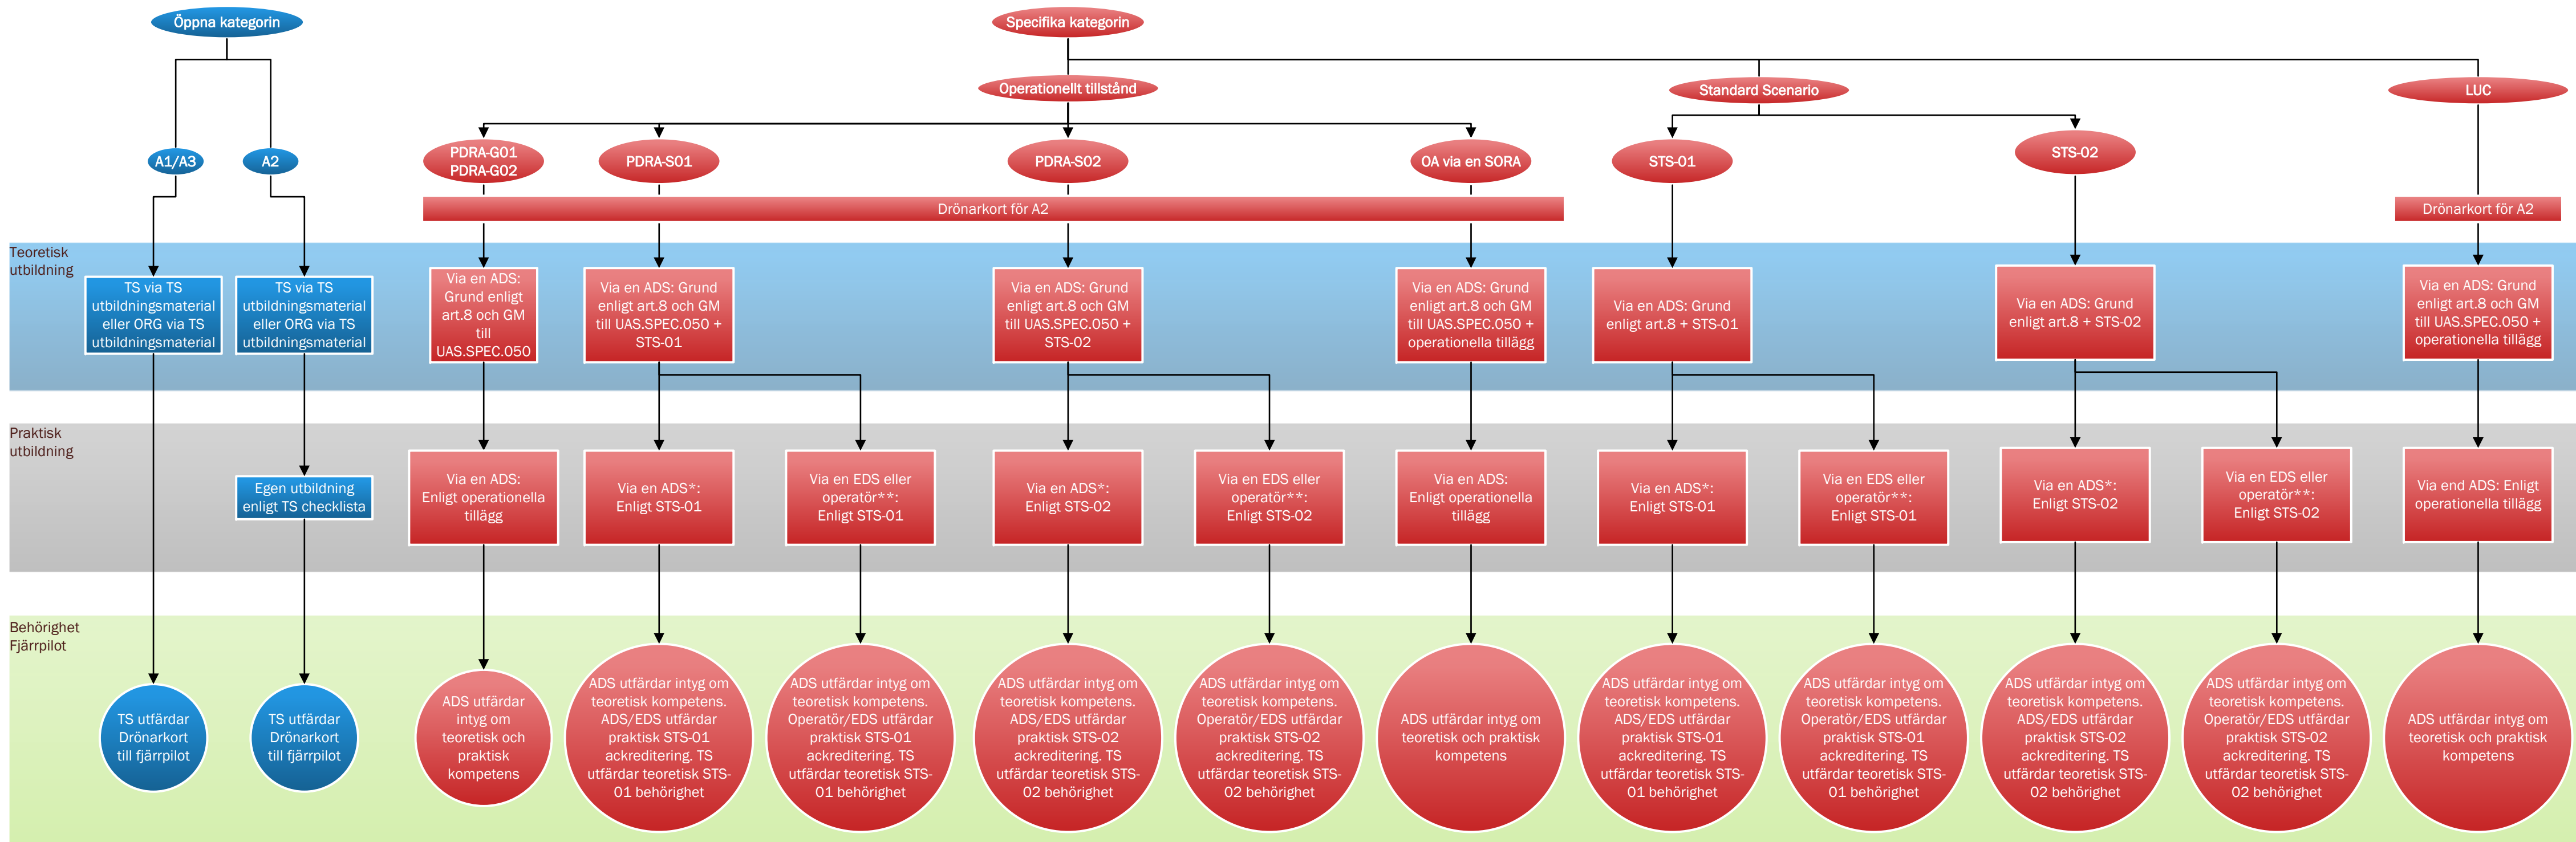 Öppna kategorin
Specifika kategorin
Operationellt tillstånd
Standard Scenario
LUC
A1/A3
A2
PDRA-G01
PDRA-G02
PDRA-S01
PDRA-S02
OA via en SORA
STS-01
STS-02
Drönarkort för A2
Drönarkort för A2
Teoretisk
utbildning
TS via TS
utbildningsmaterial
eller ORG via TS
utbildningsmaterial
TS via TS
utbildningsmaterial
eller ORG via TS
utbildningsmaterial
Via en ADS:
Grund enligt
art.8 och GM
till
UAS.SPEC.050
Via en ADS: Grund
enligt art.8 och GM
till UAS.SPEC.050 +
STS-01
Via en ADS: Grund
enligt art.8 och GM
till UAS.SPEC.050 +
STS-02
Via en ADS: Grund
enligt art.8 och GM
till UAS.SPEC.050 +
operationella tillägg
Via en ADS: Grund
enligt art.8 + STS-01
Via en ADS: Grund
enligt art.8 + STS-02
Via en ADS: Grund
enligt art.8 och GM
till UAS.SPEC.050 +
operationella tillägg
Praktisk
utbildning
Egen utbildning
enligt TS checklista
Via en ADS:
Enligt operationella
tillägg
Via en ADS*:
Enligt STS-01
Via en EDS eller
operatör**:
Enligt STS-01
Via en ADS*:
Enligt STS-02
Via en EDS eller
operatör**:
Enligt STS-02
Via en ADS:
Enligt operationella
tillägg
Via en ADS*:
Enligt STS-01
Via en EDS eller
operatör**:
Enligt STS-01
Via en ADS*:
Enligt STS-02
Via en EDS eller
operatör**:
Enligt STS-02
Via end ADS: Enligt
operationella tillägg
Behörighet
Fjärrpilot
TS utfärdar
Drönarkort
till fjärrpilot
TS utfärdar
Drönarkort
till fjärrpilot
ADS utfärdar
intyg om
teoretisk och
praktisk
kompetens
ADS utfärdar intyg om
teoretisk kompetens.
ADS/EDS utfärdar
praktisk STS-01
ackreditering. TS
utfärdar teoretisk STS-
01 behörighet
ADS utfärdar intyg om
teoretisk kompetens.
Operatör/EDS utfärdar
praktisk STS-01
ackreditering. TS
utfärdar teoretisk STS-
01 behörighet
ADS utfärdar intyg om
teoretisk kompetens.
ADS/EDS utfärdar
praktisk STS-02
ackreditering. TS
utfärdar teoretisk STS-
02 behörighet
ADS utfärdar intyg om
teoretisk kompetens.
Operatör/EDS utfärdar
praktisk STS-02
ackreditering. TS
utfärdar teoretisk STS-
02 behörighet
ADS utfärdar intyg om
teoretisk och praktisk
kompetens
ADS utfärdar intyg om
teoretisk kompetens.
ADS/EDS utfärdar
praktisk STS-01
ackreditering. TS
utfärdar teoretisk STS-
01 behörighet
ADS utfärdar intyg om
teoretisk kompetens.
Operatör/EDS utfärdar
praktisk STS-01
ackreditering. TS
utfärdar teoretisk STS-
01 behörighet
ADS utfärdar intyg om
teoretisk kompetens.
ADS/EDS utfärdar
praktisk STS-02
ackreditering. TS
utfärdar teoretisk STS-
02 behörighet
ADS utfärdar intyg om
teoretisk kompetens.
Operatör/EDS utfärdar
praktisk STS-02
ackreditering. TS
utfärdar teoretisk STS-
02 behörighet
ADS utfärdar intyg om
teoretisk och praktisk
kompetens